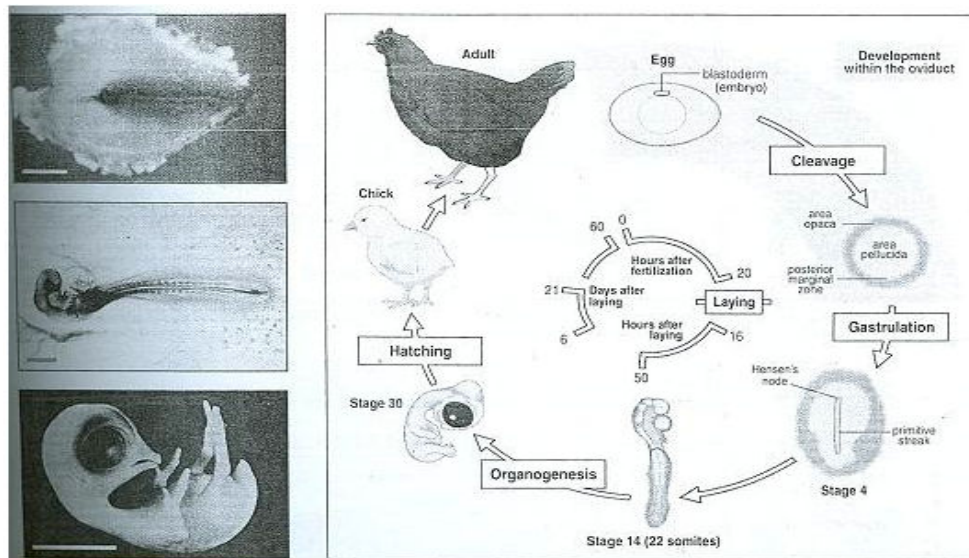 Adult
Egg
blastoderm
(embryo)
Development
within the oviduct
Cleavage
Chick
area
opaca
area
pellucida
posterior
marginal
zone
60
0
Hours after
fertilization
20
21
Days after
laying
Laying
6
Hours after
laying
16
50
Gastrulation
Hatching
Hensen's
node
Stage 30
primitive
streak
Organogenesis
Stage 4
Stage 14 (22 somites)